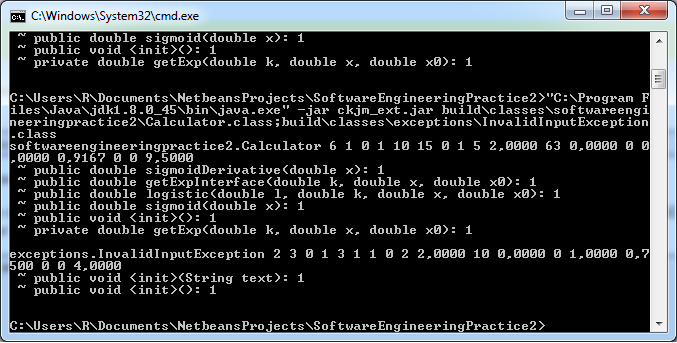 C:\Windows\System32\cmd.exe
~ public double sigmoid(double x): 1
~ public void <init>(): 1
~ private double getExp(double k, double x, double x0): 1
C:\Users\R\Documents\NetbeansProjects\SoftwareEngineeringPractice2>"C:\Program F
iles\Java\jdk1.8.0_45\bin\java.exe" -jar ckjm_ext.jar build\classes\softwareengi
neeringpractice2\Calculator.class;build\classes\exceptions\InvalidInputException
.class
softwareengineeringpractice2.Calculator 6 1 0 1 10 15 0 1 5 2,0000 63 0,0000 0 0
,0000 0,9167 0 0 9,5000
~ public double sigmoidDerivative(double x): 1
~ public double getExpInterface(double k, double x, double x0): 1
~ public double logistic(double l, double k, double x, double x0): 1
~ public double sigmoid(double x): 1
~ public void <init>(): 1
~ private double getExp(double k, double x, double x0): 1
exceptions.InvalidInputException 2 3 0 1 3 1 1 0 2 2,0000 10 0,0000 0 1,0000 0,7
500 0 0 4,0000
~ public void <init>(String text): 1
~ public void <init>(): 1
C:\Users\R\Documents\NetbeansProjects\SoftwareEngineeringPractice2>